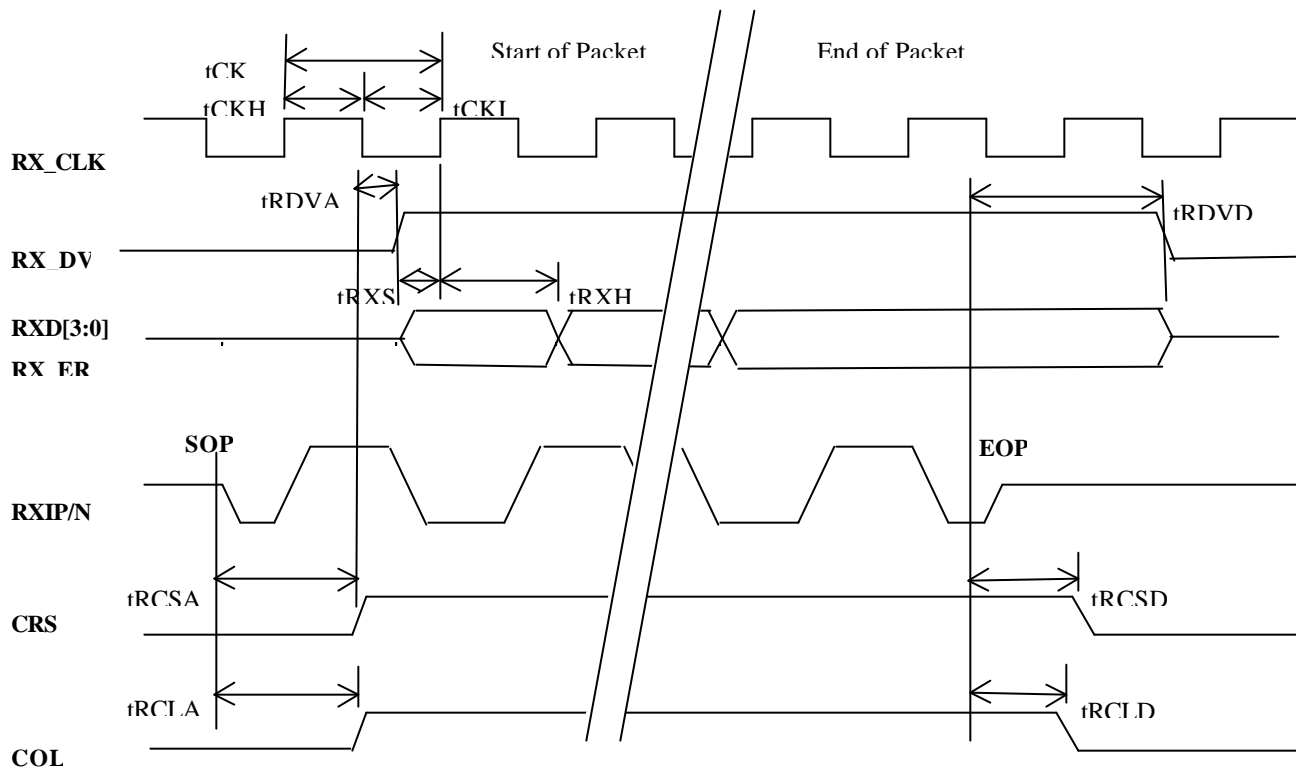 Start of Packet
End of Packet
tCK
tCKH
tCKL
RX_CLK
tRDVA
tRDVD
RX_DV
tRXS
tRXH
RXD[3:0]
RX_ER
SOP
EOP
RXIP/N
tRCSA
tRCSD
CRS
tRCLA
tRCLD
COL